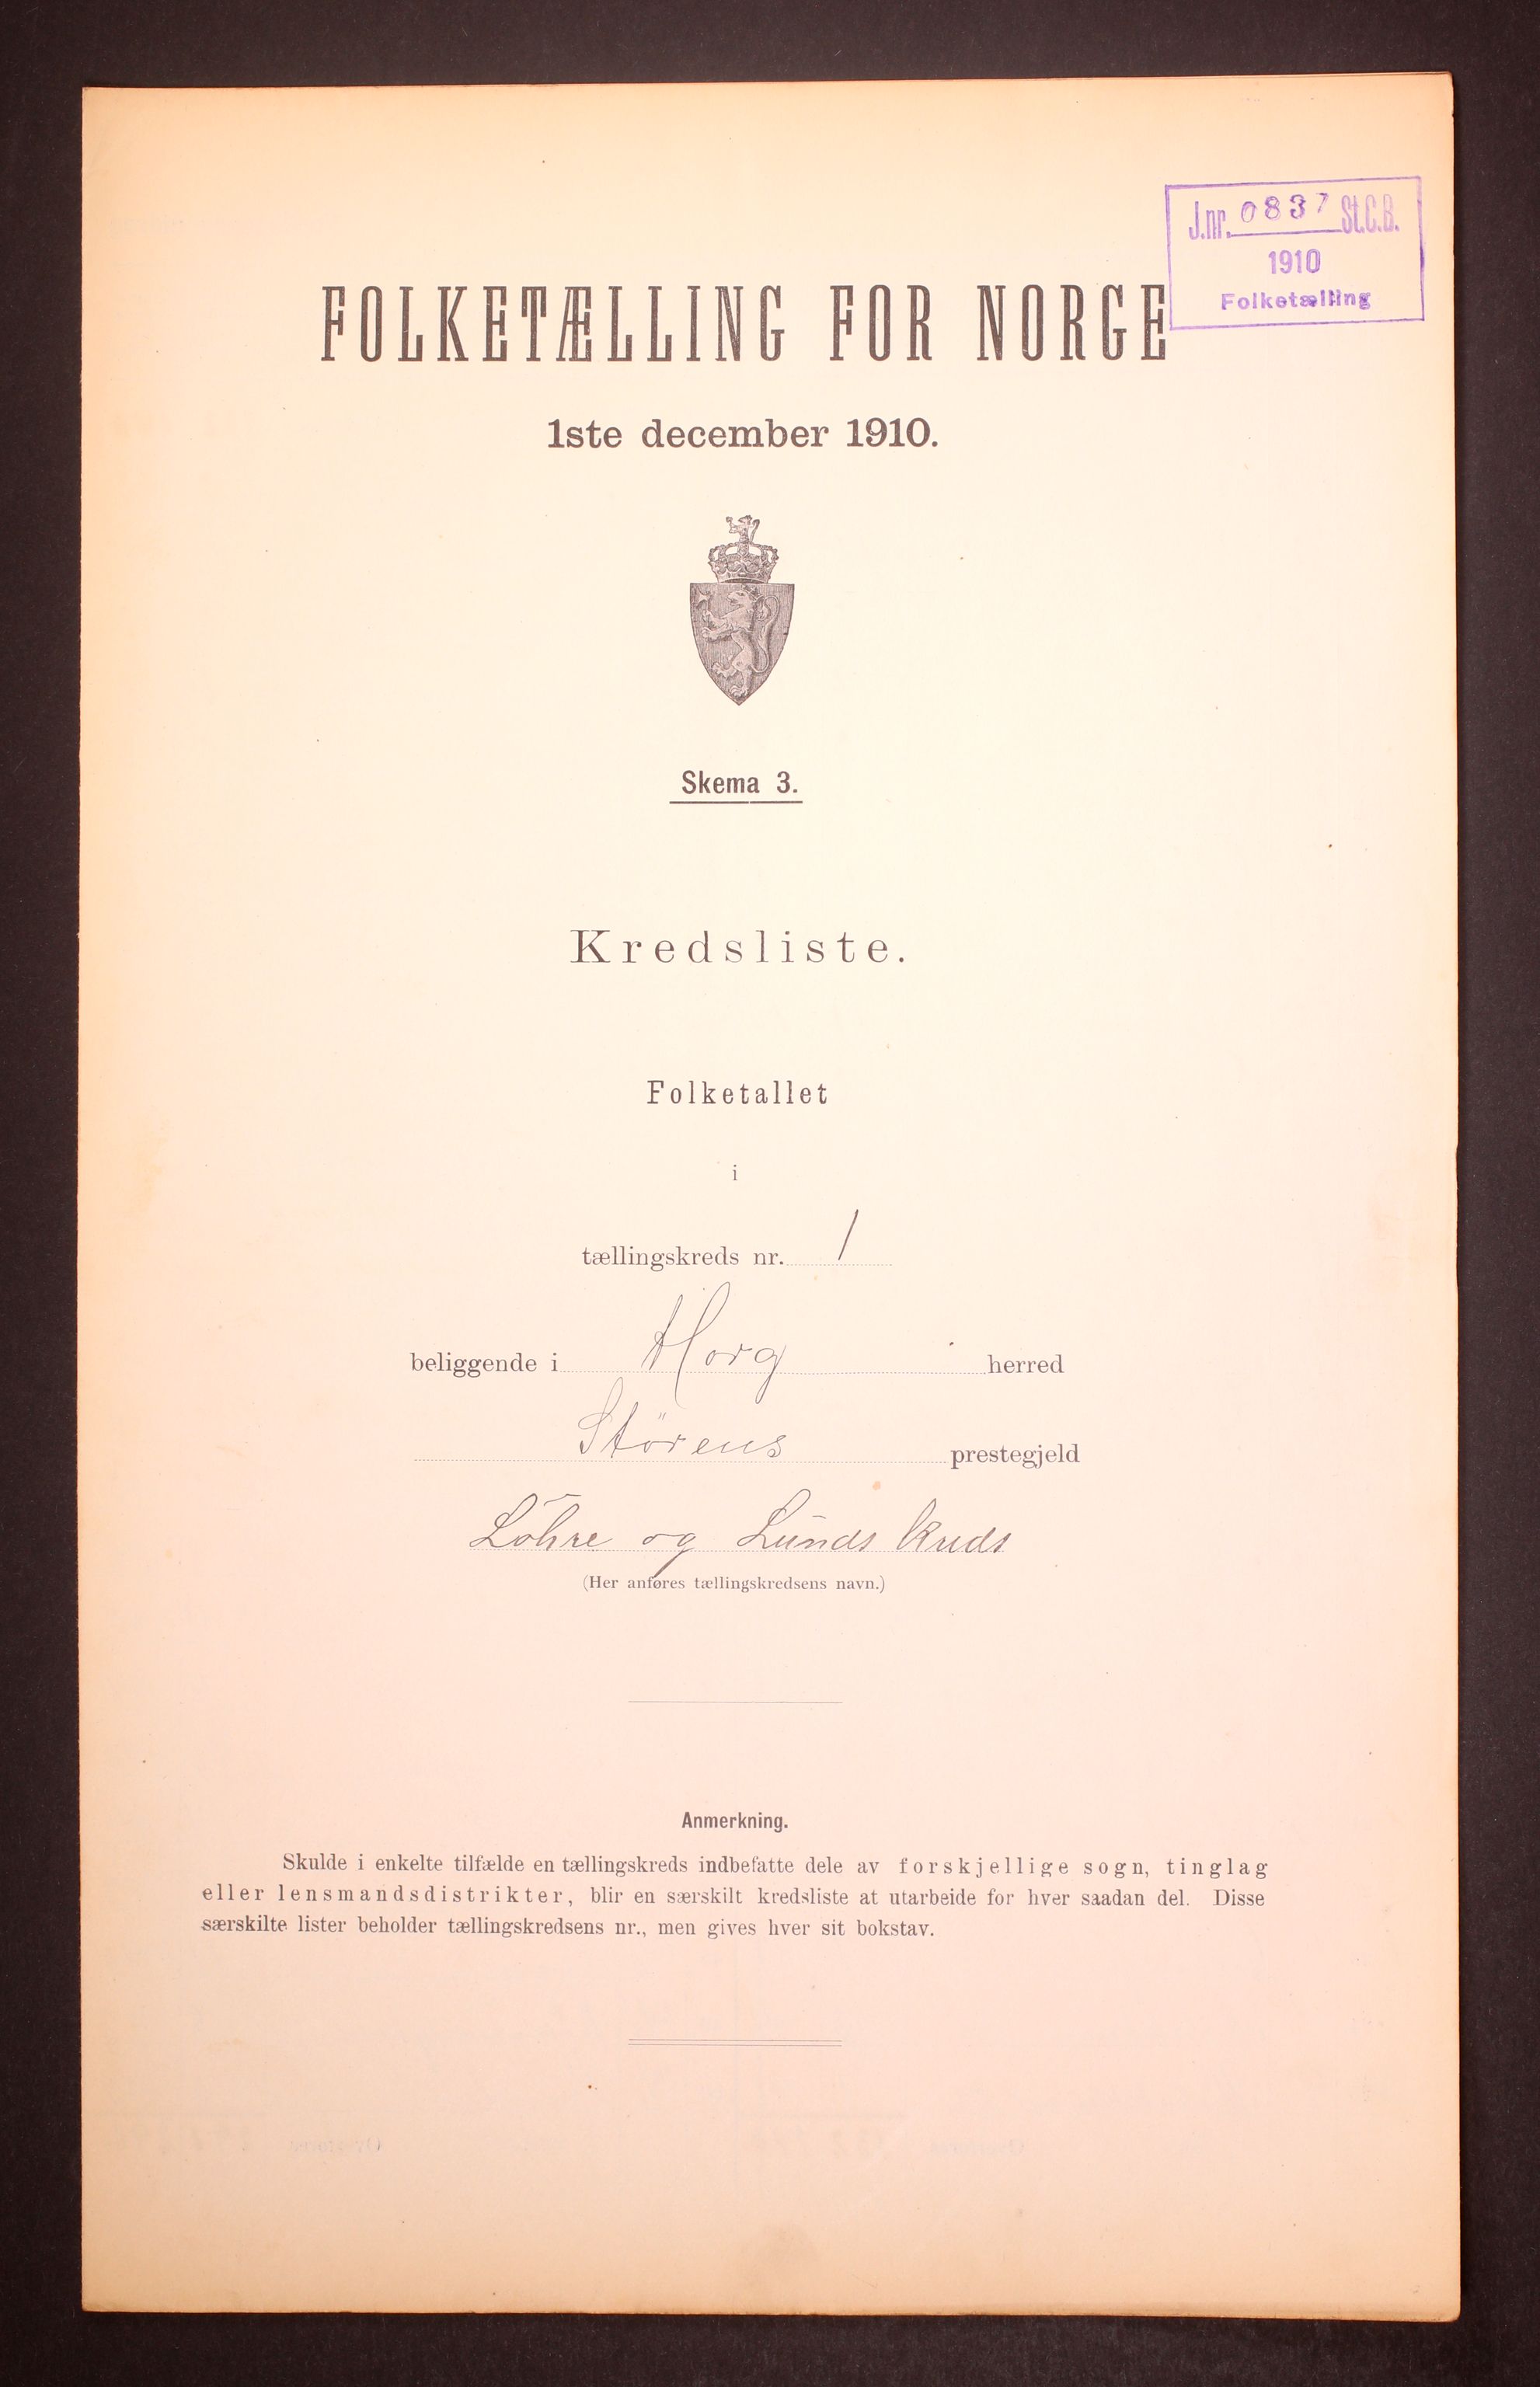 J.nr. 0837 St.C.B.
1910
Folketælling
FOLKETÆLLING FOR NORGE
1ste december 1910.
Skema 3.
Kredsliste.
Folketallet
i
tællingskreds nr. 1
beliggende i Horg herred
Störens prestegjeld
Löhre og Lunds Kreds
(Her anføres tællingskredsens navn.)
Anmerkning.
Skulde i enkelte tilfælde en tællingskreds indbefatte dele av forskjellige sogn, tinglag
eller lensmandsdistrikter, blir en særskilt kredsliste at utarbeide for hver saadan del. Disse
særskilte lister beholder tællingskredsens nr., men gives hver sit bokstav.